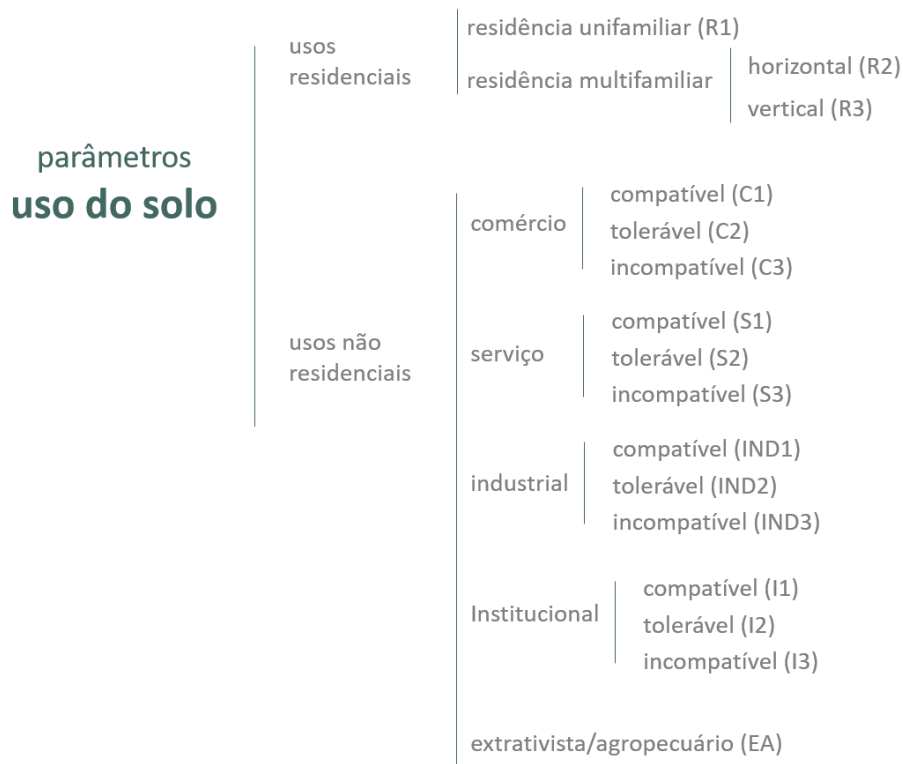 parâmetros
uso do solo
usos
residenciais
residência unifamiliar (R1)
residência multifamiliar
horizontal (R2)
vertical (R3)
usos não
residenciais
comércio
compatível (C1)
tolerável (C2)
incompatível (C3)
serviço
compatível (S1)
tolerável (S2)
incompatível (S3)
industrial
compatível (IND1)
tolerável (IND2)
incompatível (IND3)
Institucional
compatível (I1)
tolerável (I2)
incompatível (I3)
extrativista/agropecuário (EA)